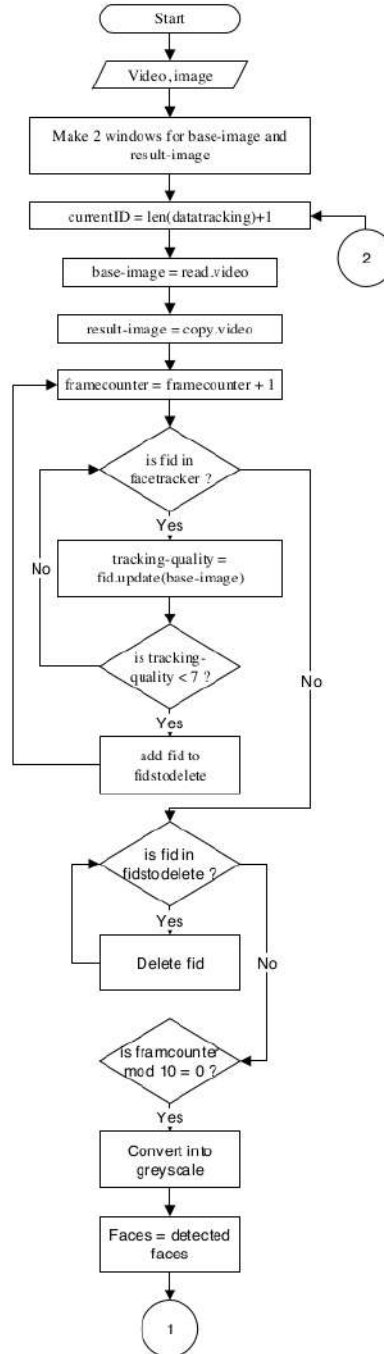 Start
Video, image
Make 2 windows for base-image and
result-image
currentID = len(datatracking)+1
2
base-image = read.video
result-image = copy.video
framecounter = framecounter + 1
is fid in
facetracker ?
Yes
No
tracking-quality =
fid.update(base-image)
is tracking-
quality < 7 ?
No
Yes
add fid to
fidstodelete
is fid in
fidstodelete ?
Yes
Delete fid
No
is framcounter
mod 10 = 0 ?
Yes
Convert into
greyscale
Faces = detected
faces
1